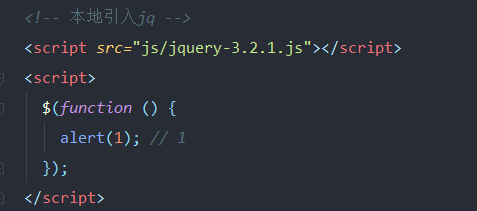 <!-- 本地引入jq -->
<script src="js/jquery-3.2.1.js"></script>
<script>
$(function () {
alert(1); // 1
});
</script>